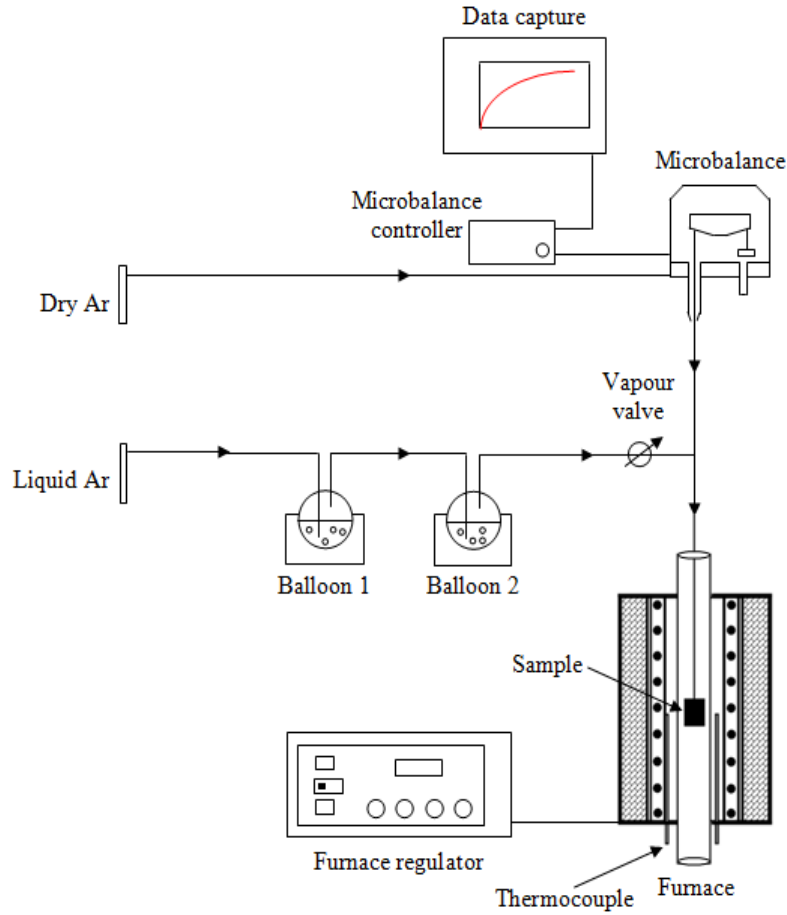 Data capture
Microbalance
Microbalance
controller
Dry Ar
Vapour
valve
Liquid Ar
Balloon 1
Balloon 2
Sample
Furnace regulator
Thermocouple
Furnace